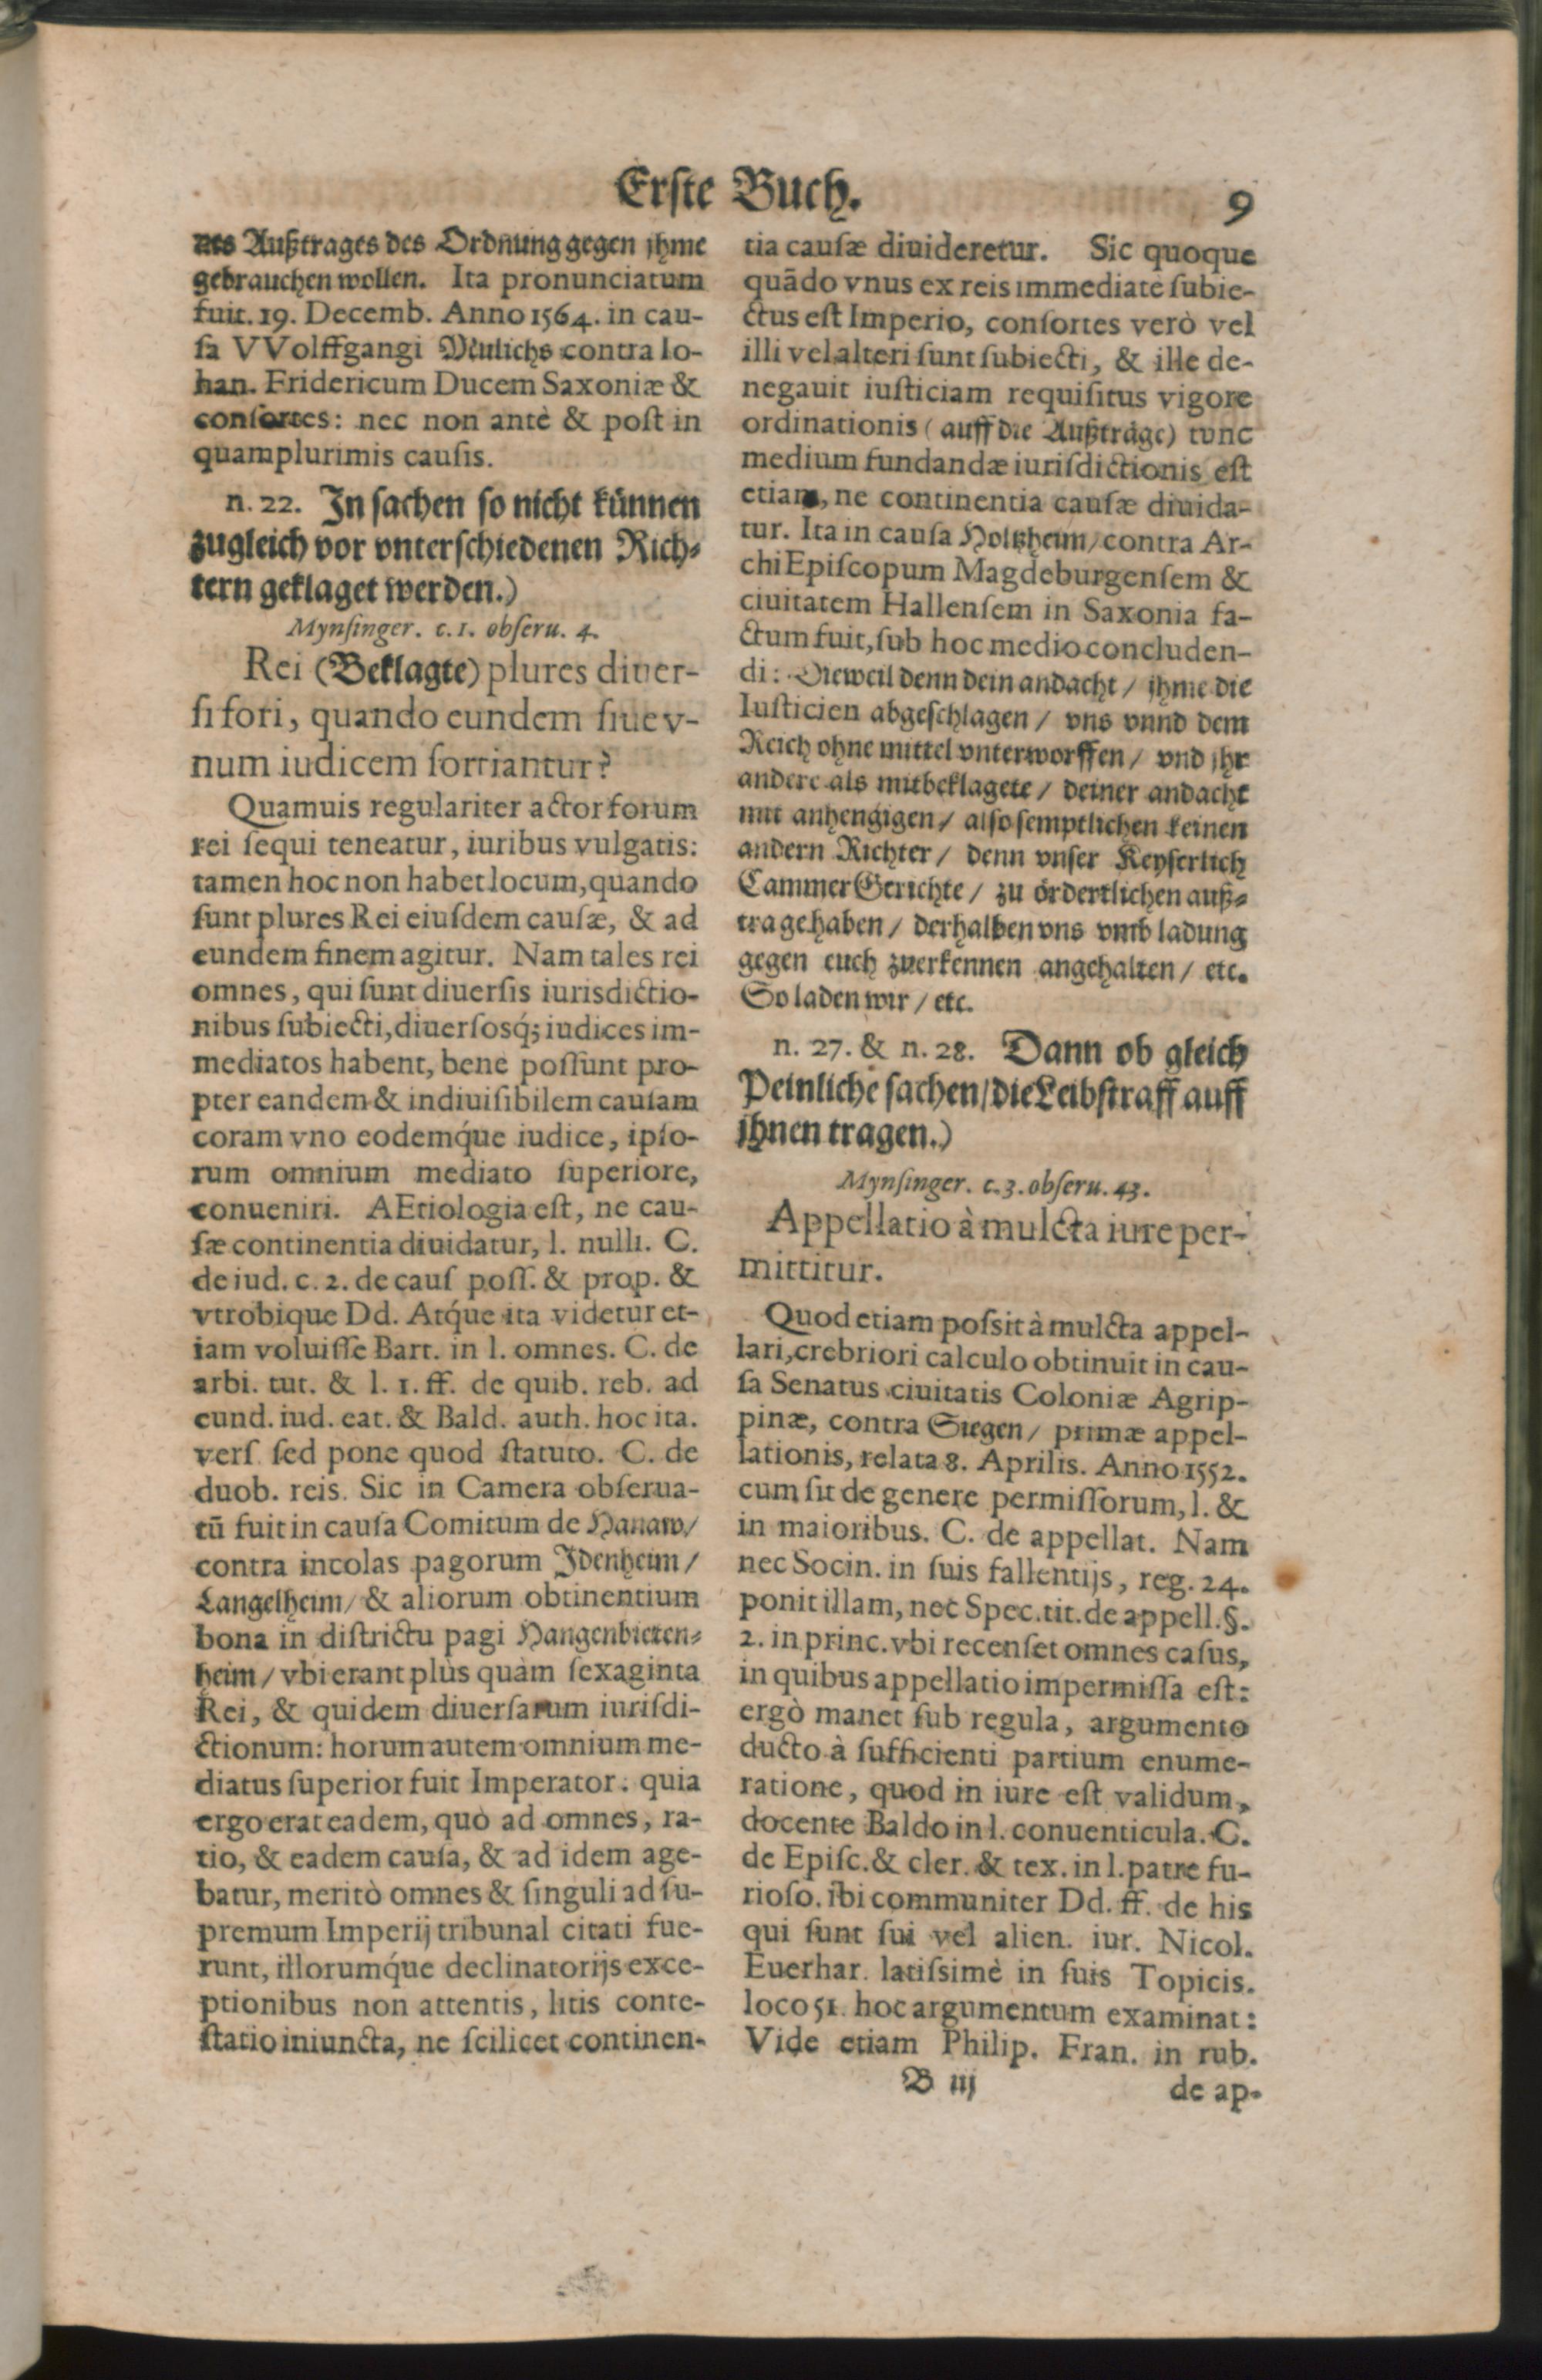 Erste Buch.
9
nes Außtrages des Ordnung gegen jhme
gebrauchen wollen. Ita pronunciatum
fuit. 19. Decemb. Anno 1564. in cau-
ſa VVolffgangi Mulichs contra Io-
han. Fridericum Ducem Saxoniæ &
conſortes: nec non antè & poſt in
quamplurimis cauſis.
n. 22. In ſachen ſo nicht künnen
zugleich vor vnterſchiedenen Rich⸗
tern geklaget werden.)
Mynſinger. c. 1. obſeru. 4.
Rei (Beklagte) plures diuer-
ſi fori, quando eundem ſiue v-
num iudicem ſortiantur?
Quamuis regulariter actor forum
rei ſequi teneatur, iuribus vulgatis:
tamen hoc non habet locum, quando
ſunt plures Rei eiuſdem cauſæ, & ad
eundem finem agitur. Nam tales rei
omnes, qui ſunt diuerſis iurisdictio-
nibus ſubiecti, diuerſosq́; iudices im-
mediatos habent, bene poſſunt pro-
pter eandem & indiuiſibilem cauſam
coram vno eodemq́ue iudice, ipſo-
rum omnium mediato ſuperiore,
conueniri. AEtiologia eſt, ne cau-
ſæ continentia diuidatur, l. nulli. C.
de iud. c. 2. de cauſ poſſ. & prop. &
vtrobique Dd. Atq́ue ita videtur et-
iam voluiſſe Bart. in l. omnes. C. de
arbi. tut. & l. 1. ff. de quib. reb. ad
eund. iud. eat. & Bald. auth. hoc ita.
verſ ſed pone quod ſtatuto. C. de
duob. reis. Sic in Camera obſerua-
tũ fuit in cauſa Comitum de Hanaw/
contra incolas pagorum Idenheim/
Langelheim/ & aliorum obtinentium
bona in diſtrictu pagi Hangenbieten⸗
heim/ vbi erant plùs quàm ſexaginta
Rei, & quidem diuerſarum iuriſdi-
ctionum: horum autem omnium me-
diatus ſuperior fuit Imperator. quia
ergo erat eadem, quò ad omnes, ra-
tio, & eadem cauſa, & ad idem age-
batur, meritò omnes & ſinguli ad ſu-
premum Imperij tribunal citati fue-
runt, illorumq́ue declinatorijs exce-
ptionibus non attentis, litis conte-
ſtatio iniuncta, ne ſcilicet continen-
tia cauſæ diuideretur. Sic quoque
quãdo vnus ex reis immediatè ſubie-
ctus eſt Imperio, conſortes verò vel
illi vel alteri ſunt ſubiecti, & ille de-
negauit iuſticiam requiſitus vigore
ordinationis (auff die Außträge) tunc
medium fundandæ iurisdictionis eſt
etiam, ne continentia cauſæ diuida-
tur. Ita in cauſa Holtzheim/ contra Ar-
chi Epiſcopum Magdeburgenſem &
ciuitatem Hallenſem in Saxonia fa-
ctum fuit, ſub hoc medio concluden-
di: Dieweil denn dein andacht/ jhme die
Iuſticien abgeſchlagen/ vns vnnd dem
Reich ohne mittel vnterworffen/ vnd jhr
andere als mitbeklagete/ deiner andacht
mit anhengigen/ alſo ſemptlichen keinen
andern Richter/ denn vnſer Keyſerlich
Cammer Gerichte/ zu ördertlichen auß⸗
trage haben/ derhalben vns vmb ladung
gegen euch zuerkennen angehalten/ etc.
So laden wir/ etc.
n. 27. & n. 28. Dann ob gleich
Peinliche ſachen/ die Leibſtraff auff
jhnen tragen.)
Mynſinger. c. 3. obſeru. 43.
Appellatio à mulcta iure per-
mittitur.
Quod etiam poſsit à mulcta appel-
lari, crebriori calculo obtinuit in cau-
ſa Senatus ciuitatis Coloniæ Agrip-
pinæ, contra Siegen/ primæ appel-
lationis, relata 8. Aprilis. Anno 1552.
cum ſit de genere permiſſorum, l. &
in maioribus. C. de appellat. Nam
nec Socin. in ſuis fallentijs, reg. 24.
ponit illam, nec Spec. tit. de appell. §.
2. in princ. vbi recenſet omnes caſus,
in quibus appellatio impermiſſa eſt:
ergò manet ſub regula, argumento
ducto à ſufficienti partium enume-
ratione, quod in iure eſt validum,
docente Baldo in l. conuenticula. C.
de Epiſc. & cler. & tex. in l. patre fu-
rioſo. ibi communiter Dd. ff. de his
qui ſunt ſui vel alien. iur. Nicol.
Euerhar. latiſsimè in ſuis Topicis.
loco 51. hoc argumentum examinat:
Vide etiam Philip. Fran. in rub.
B iij
de ap-